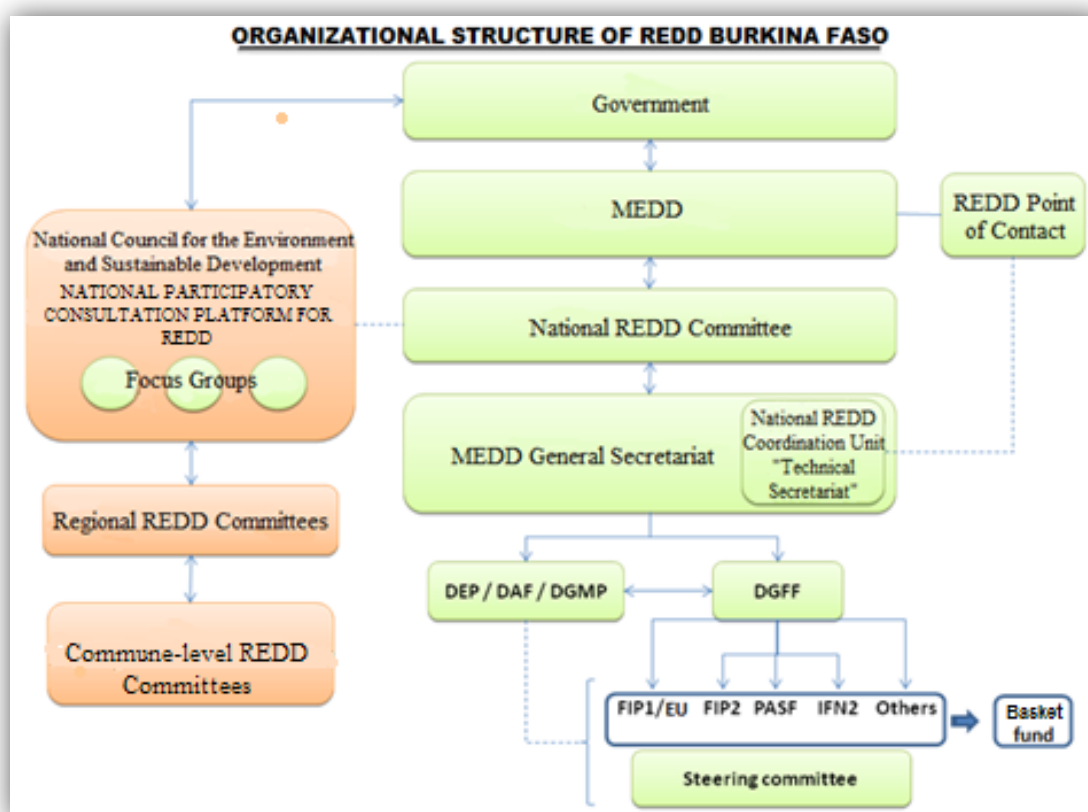 ORGANIZATIONAL STRUCTURE OF REDD BURKINA FASO
Government
MEDD
REDD Point
of Contact
National Council for the Environment
and Sustainable Development
NATIONAL PARTICIPATORY
CONSULTATION PLATFORM FOR
REDD
Focus Groups
National REDD Committee
MEDD General Secretariat
National REDD
Coordination Unit
"Technical
Secretariat"
Regional REDD Committees
DEP / DAF / DGMP
DGFF
Commune-level REDD
Committees
FIP1/EU FIP2 PASF IFN2 Others
Basket
fund
Steering committee